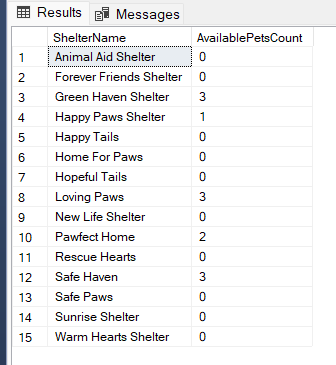 Results Messages
ShelterName AvailablePetsCount
1 Animal Aid Shelter 0
2 Forever Friends Shelter 0
3 Green Haven Shelter 3
4 Happy Paws Shelter 1
5 Happy Tails 0
6 Home For Paws 0
7 Hopeful Tails 0
8 Loving Paws 3
9 New Life Shelter 0
10 Pawfect Home 2
11 Rescue Hearts 0
12 Safe Haven 3
13 Safe Paws 0
14 Sunrise Shelter 0
15 Warm Hearts Shelter 0